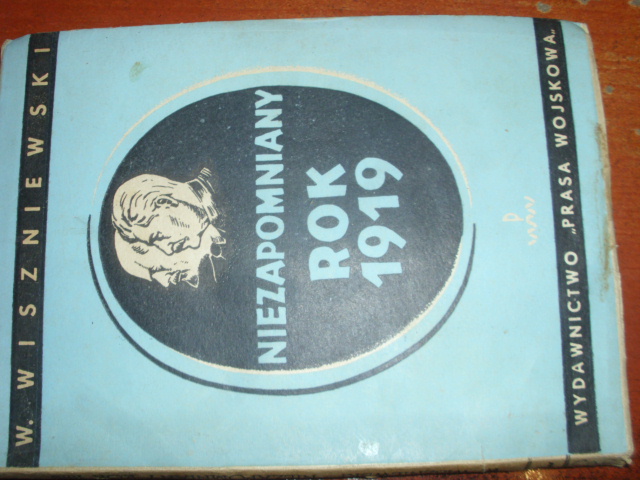 W. WISZNIEWSKI
NIEZAPOMNIANY
ROK
1919
WYDAWNICTWO „PRASA WOJSKOWA„